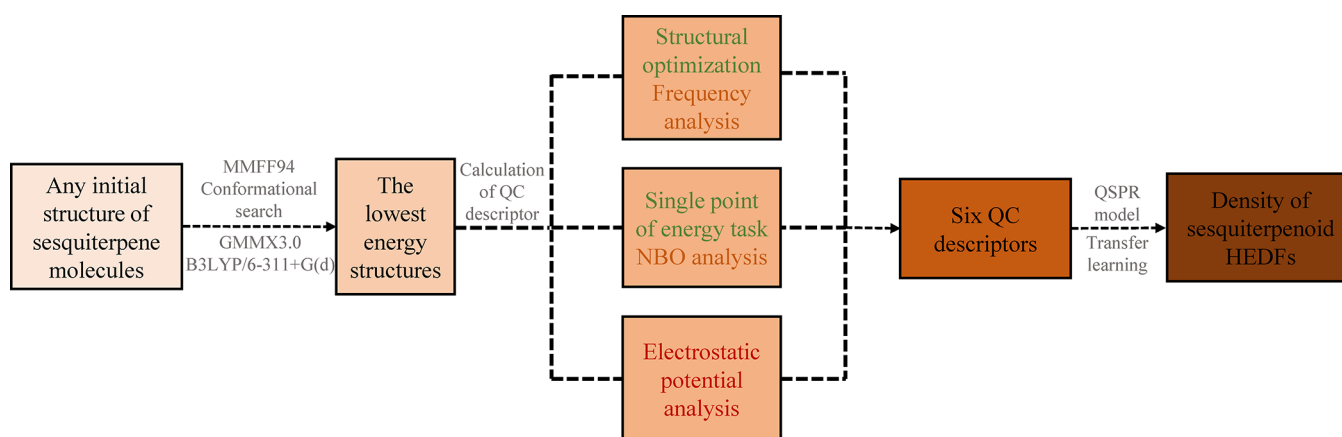 Any initial
structure of
sesquiterpene
molecules
MMFF94
Conformational
search
GMMX3.0
B3LYP/6-311+G(d)
The
lowest
energy
structures
Calculation
of QC
descriptor
Structural
optimization
Frequency
analysis
Single point
of energy task
NBO analysis
Electrostatic
potential
analysis
Six QC
descriptors
QSPR
model
Transfer
learning
Density of
sesquiterpenoid
HEDFs